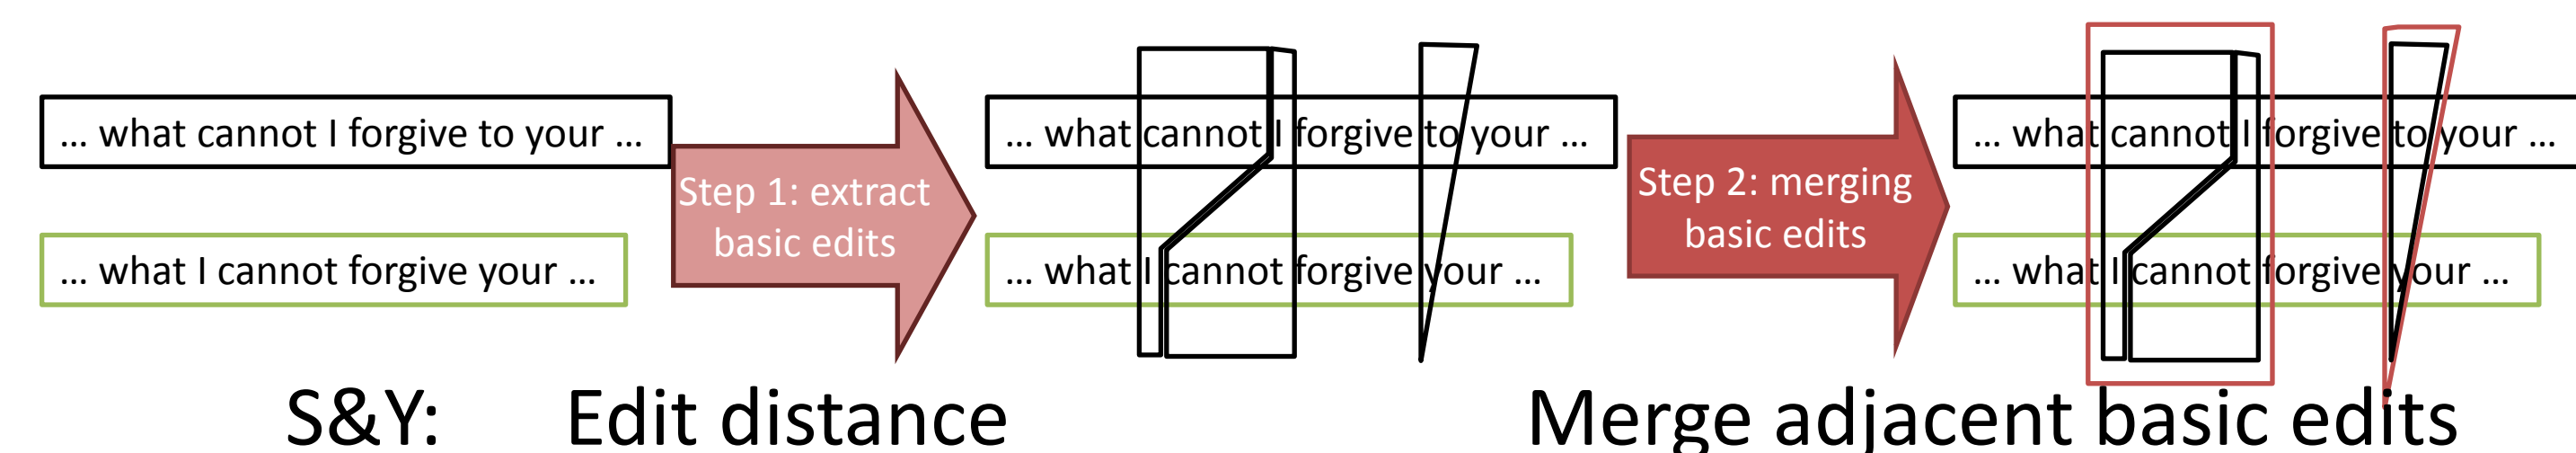 ... what cannot I forgive to your ...
... what I cannot forgive your ...
Step 1: extract
basic edits
... what cannot I forgive to your ...
... what I cannot forgive your ...
Step 2: merging
basic edits
... what cannot I forgive to your ...
... what I cannot forgive your ...
S&Y: Edit distance
Merge adjacent basic edits